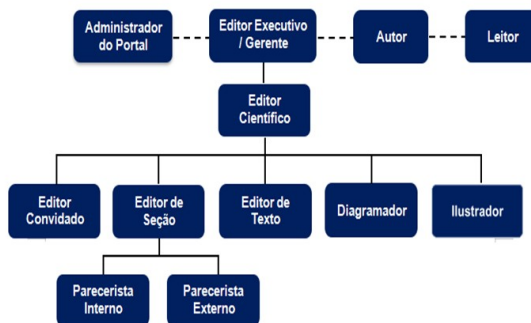 Administrador
do Portal
Editor Executivo
/ Gerente
Autor
Leitor
Editor
Científico
Editor
Convidado
Editor de
Seção
Editor de
Texto
Diagramador
Ilustrador
Parecerista
Interno
Parecerista
Externo